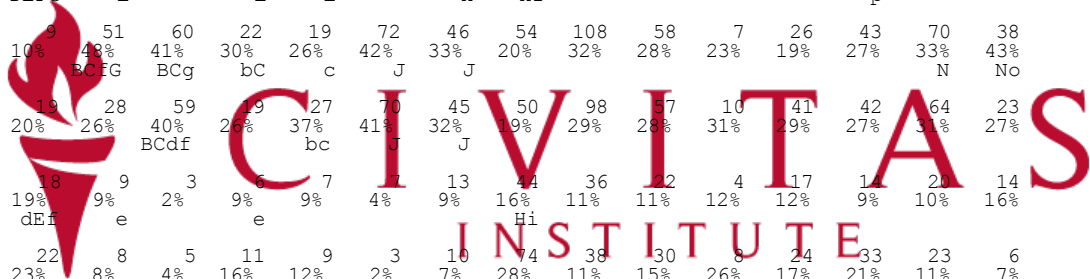 9 51 60 22 19 72 46 54 108 58 7 26 43 70 38
10% 48% 41% 30% 26% 42% 33% 20% 32% 28% 23% 19% 27% 33% 43%
BCfG BCg bC c J J N No
19 28 59 19 27 70 45 50 98 57 10 41 42 64 23
20% 26% 40% 26% 37% 41% 32% 19% 29% 28% 31% 29% 27% 31% 27%
BCdf bc J J
CIVITAS
18 9 3 6 7 7 13 44 36 22 4 17 14 20 14
19% 9% 2% 9% 9% 4% 9% 16% 11% 11% 12% 12% 9% 10% 16%
dEf e e Hi
INSTITUTE
22 8 5 11 9 3 10 74 38 30 8 24 33 23 6
23% 8% 4% 16% 12% 2% 7% 28% 11% 15% 26% 17% 21% 11% 7%